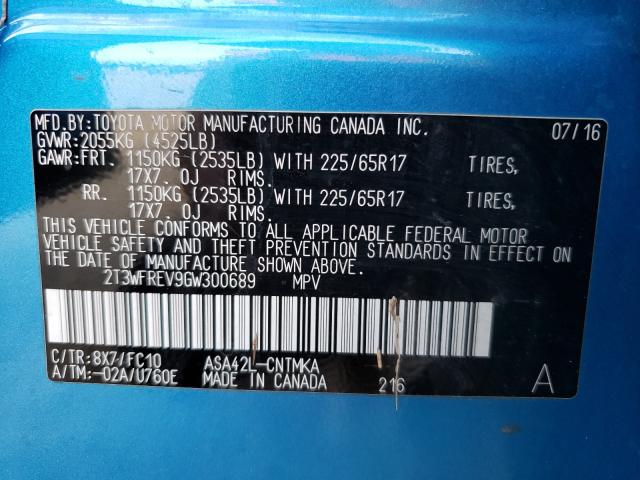 MFD.BY:TOYOTA MOTOR MANUFACTURING CANADA INC. 07/16
GVWR:2055KG (4525LB)
GAWR:FRT. 1150KG (2535LB) WITH 225/65R17 TIRES,
17X7.0J RIMS.
RR. 1150KG (2535LB) WITH 225/65R17 TIRES,
17X7.0J RIMS.
THIS VEHICLE CONFORMS TO ALL APPLICABLE FEDERAL MOTOR
VEHICLE SAFETY AND THEFT PREVENTION STANDARDS IN EFFECT ON
THE DATE OF MANUFACTURE SHOWN ABOVE.
2T3WFREV9GW300689 MPV
C/TR:8X7/FC10 ASA42L-CNTMKA
A/TM:-02A/U760E MADE IN CANADA 216 A